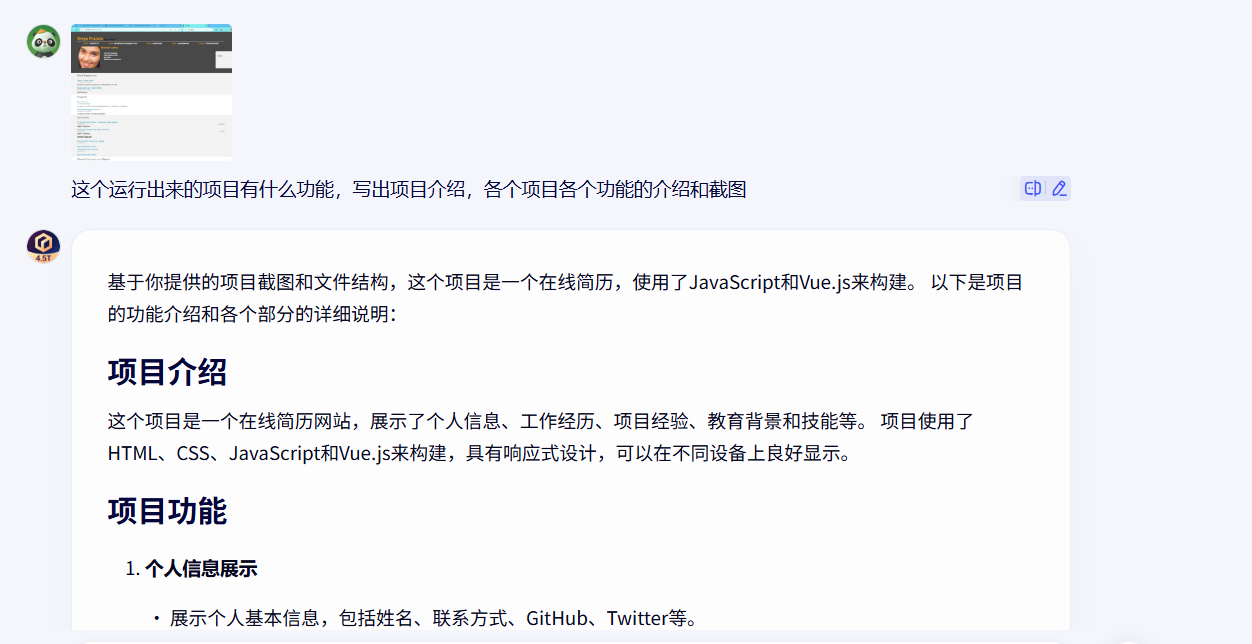 这个运行出来的项目有什么功能，写出项目介绍，各个项目各个功能的介绍和截图
4.5T
基于你提供的项目截图和文件结构，这个项目是一个在线简历，使用了JavaScript和Vue.js来构建。 以下是项目
的功能介绍和各个部分的详细说明：
项目介绍
这个项目是一个在线简历网站，展示了个人信息、工作经历、项目经验、教育背景和技能等。 项目使用了
HTML、CSS、JavaScript和Vue.js来构建，具有响应式设计，可以在不同设备上良好显示。
项目功能
1. 个人信息展示
• 展示个人基本信息，包括姓名、联系方式、GitHub、Twitter等。